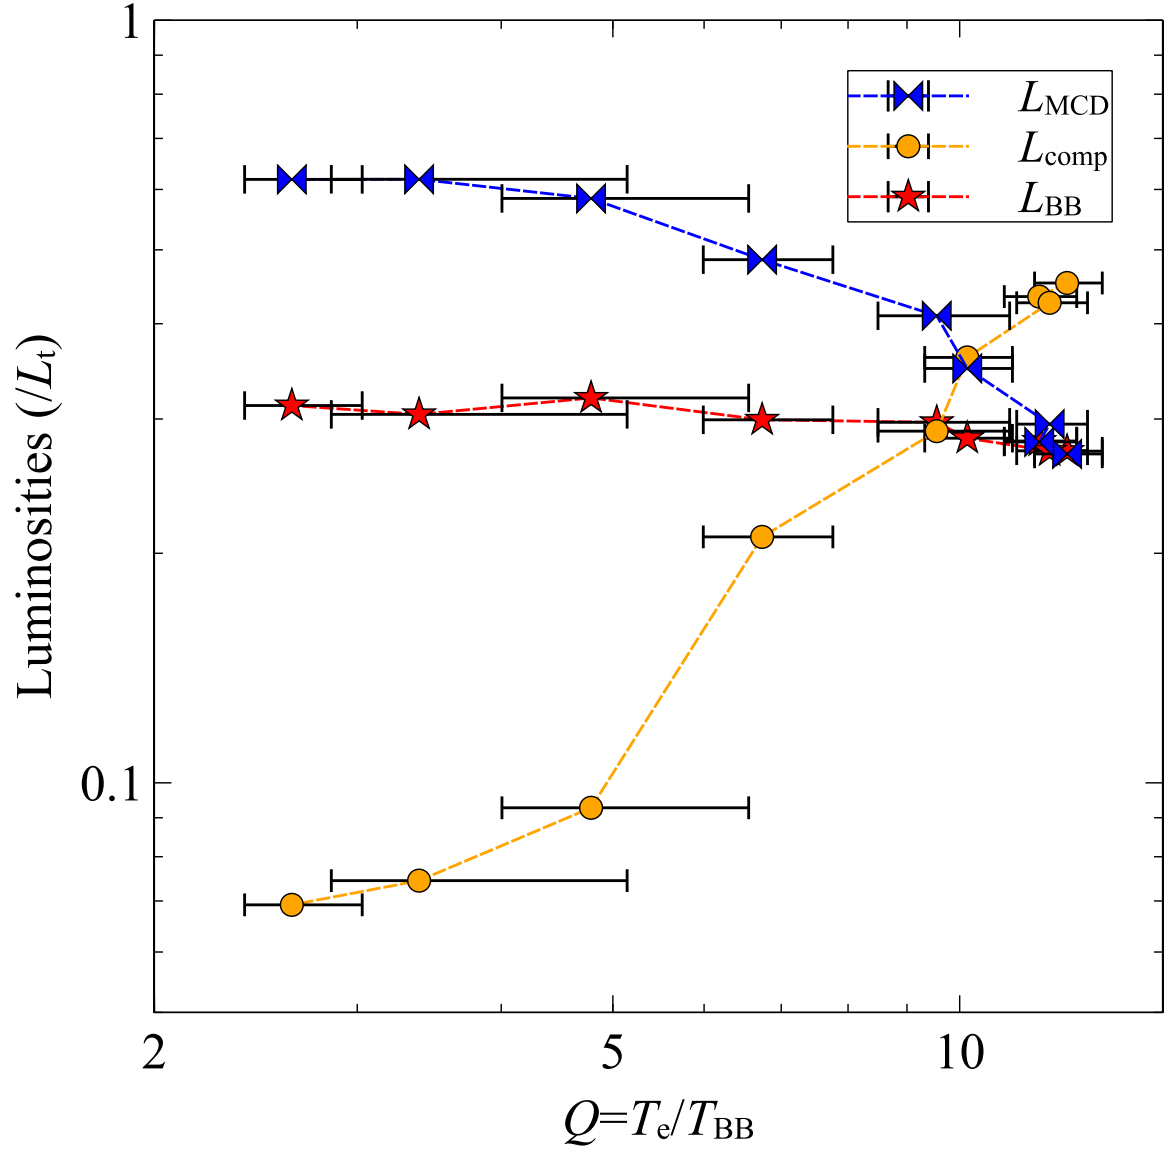 1
L_MCD
L_comp
L_BB
Luminosities (/L_t)
0.1
2
5
10
Q=T_e/T_BB